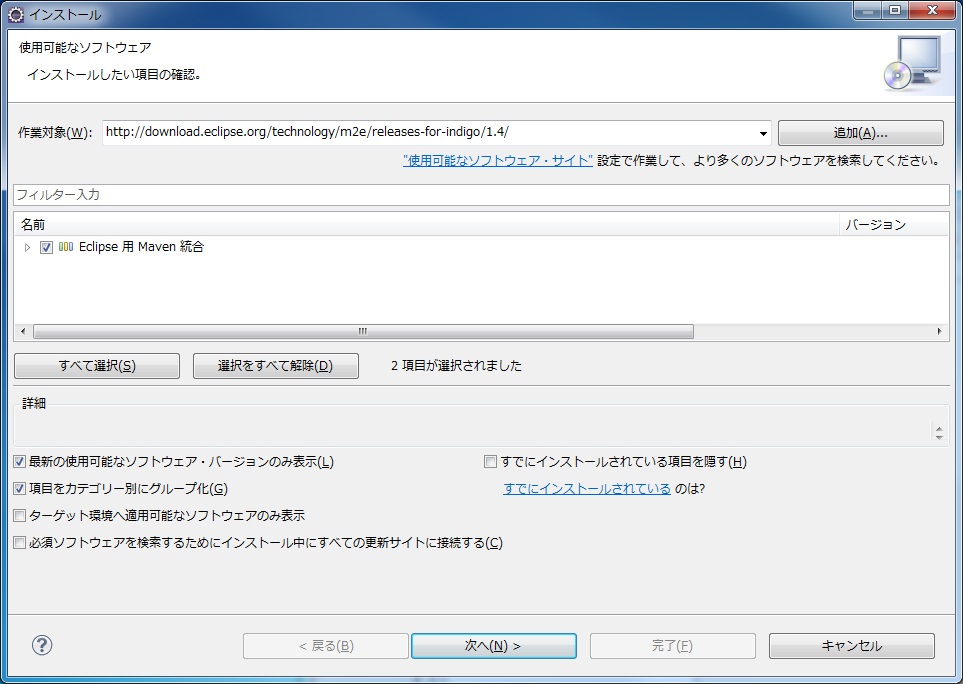 インストール
使用可能なソフトウェア
インストールしたい項目の確認。
作業対象(W): http://download.eclipse.org/technology/m2e/releases-for-indigo/1.4/ 追加(A)...
"使用可能なソフトウェア・サイト" 設定で作業して、より多くのソフトウェアを検索してください。
フィルター入力
名前 バージョン
Eclipse 用 Maven 統合
すべて選択(S) 選択をすべて解除(D) 2 項目が選択されました
詳細
最新の使用可能なソフトウェア・バージョンのみ表示(L) すでにインストールされている項目を隠す(H)
項目をカテゴリー別にグループ化(G) すでにインストールされている のは?
ターゲット環境へ適用可能なソフトウェアのみ表示
必須ソフトウェアを検索するためにインストール中にすべての更新サイトに接続する(C)
? < 戻る(B) 次へ(N) > 完了(F) キャンセル